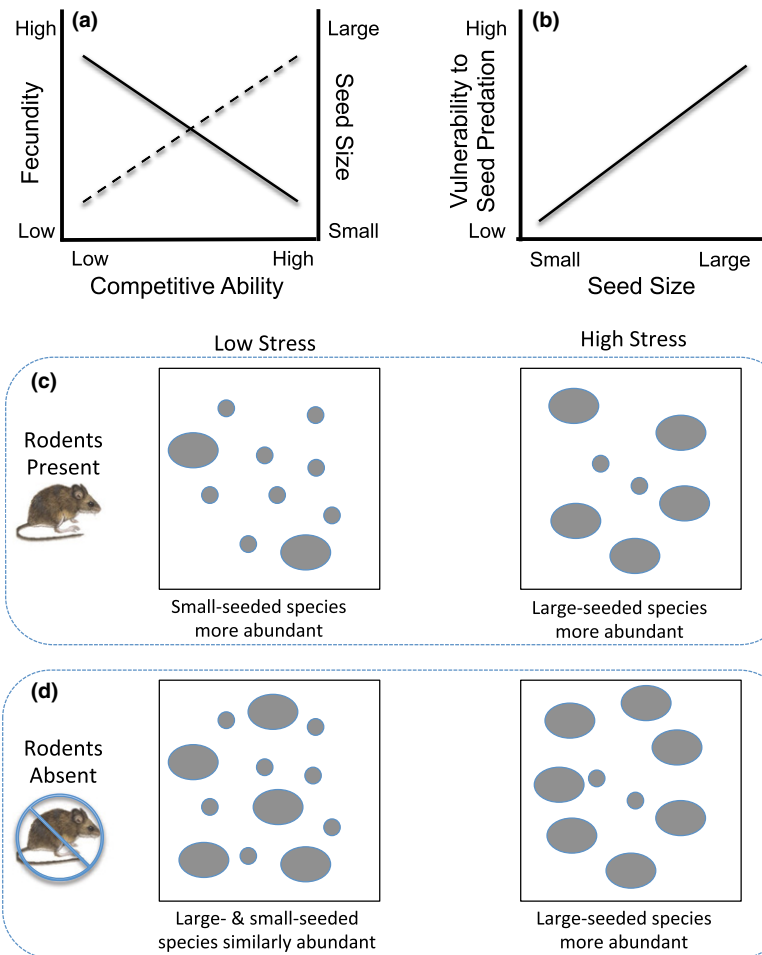 (a)
High
Low
Fecundity
Large
Small
Seed Size
Low
High
Competitive Ability
(b)
High
Low
Vulnerability to
Seed Predation
Small
Large
Seed Size
Low Stress
High Stress
(c)
Rodents
Present
Small-seeded species
more abundant
Large-seeded species
more abundant
(d)
Rodents
Absent
Large- & small-seeded
species similarly abundant
Large-seeded species
more abundant